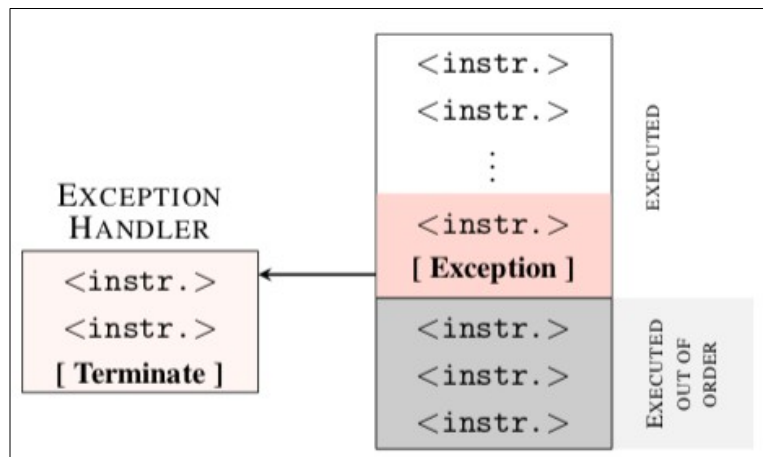 <instr.>
<instr.>
⋮
<instr.>
[ Exception ]
<instr.>
<instr.>
<instr.>
EXECUTED
EXECUTED
OUT OF
ORDER
EXCEPTION
HANDLER
<instr.>
<instr.>
[ Terminate ]